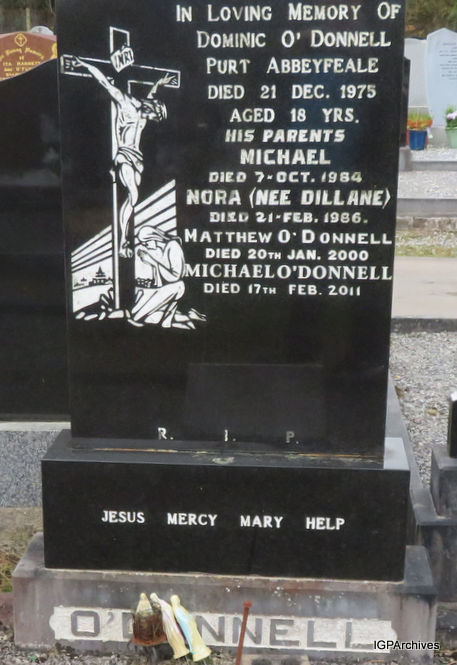 INRI
IN LOVING MEMORY OF
DOMINIC O'DONNELL
PURT ABBEYFEALE
DIED 21 DEC. 1975
AGED 18 YRS.
HIS PARENTS
MICHAEL
DIED 7-OCT. 1984
NORA (NEE DILLANE)
DIED 21-FEB. 1986.
MATTHEW O'DONNELL
DIED 20TH JAN. 2000
MICHAEL O'DONNELL
DIED 17TH FEB. 2011
R. I. P.
JESUS MERCY MARY HELP
O'DONNELL
IGPArchives